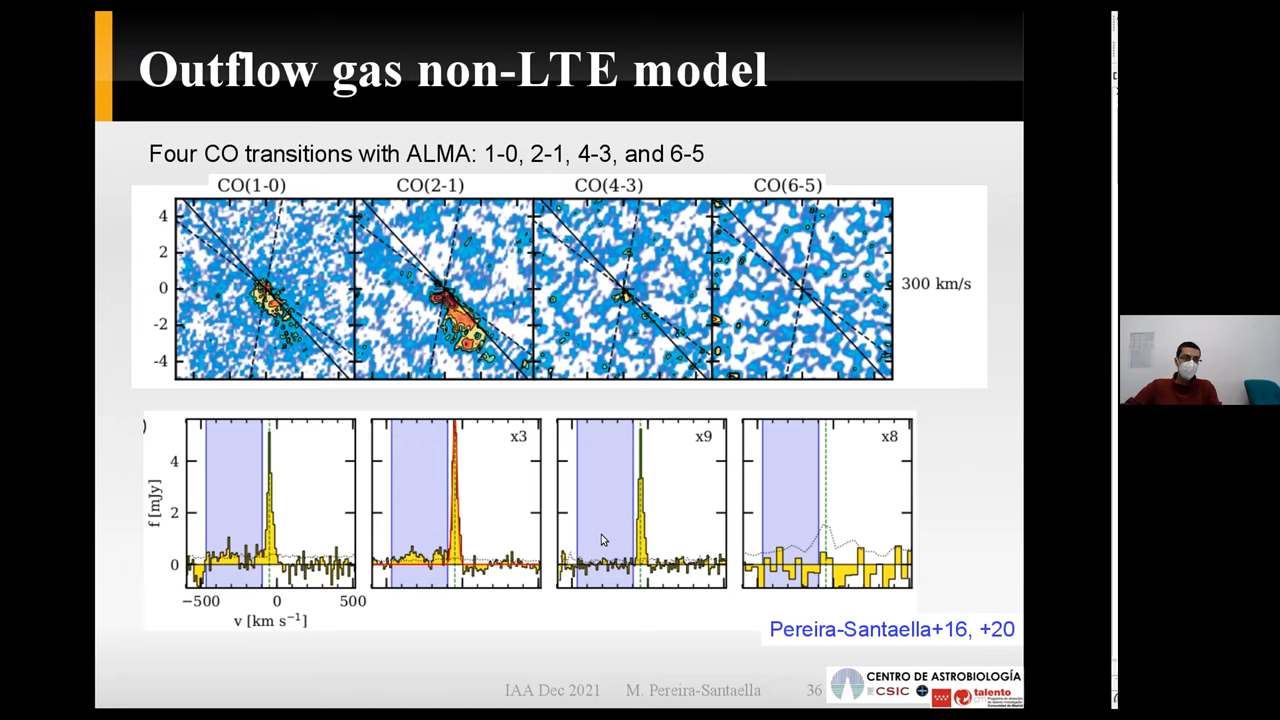 Outflow gas non-LTE model
Four CO transitions with ALMA: 1-0, 2-1, 4-3, and 6-5
CO(1-0) CO(2-1) CO(4-3) CO(6-5)
4
2
0
-2
-4
300 km/s
)
x3 x9 x8
4
2
0
f [mJy]
−500 0 500
v [km s⁻¹]
Pereira-Santaella+16, +20
IAA Dec 2021 M. Pereira-Santaella 36
CENTRO DE ASTROBIOLOGÍA
CSIC
talento